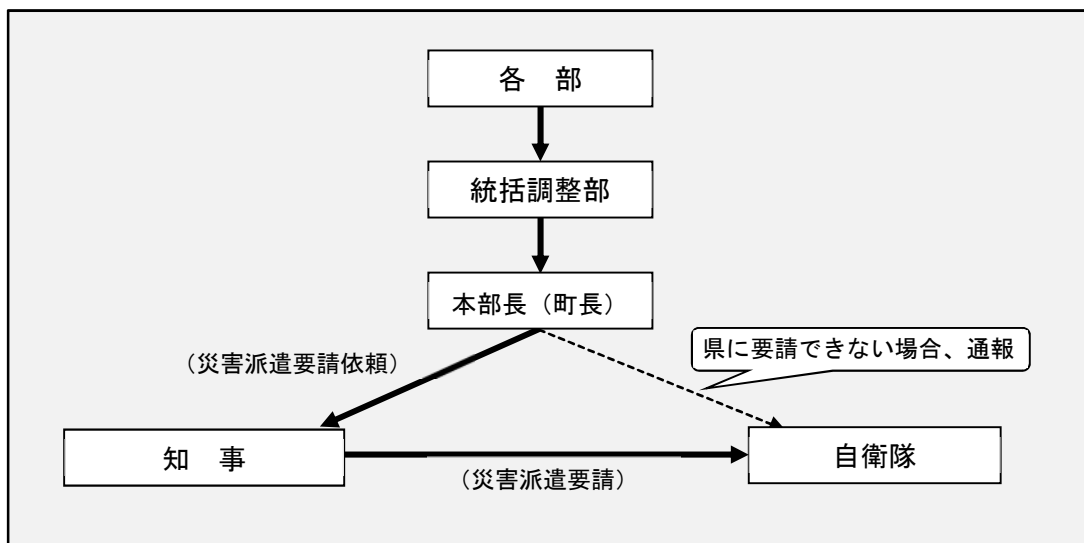 各　部
統括調整部
本部長（町長）
（災害派遣要請依頼）
県に要請できない場合、通報
知　事
自衛隊
（災害派遣要請）